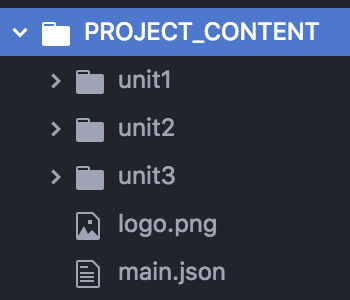 PROJECT_CONTENT
unit1
unit2
unit3
logo.png
main.json